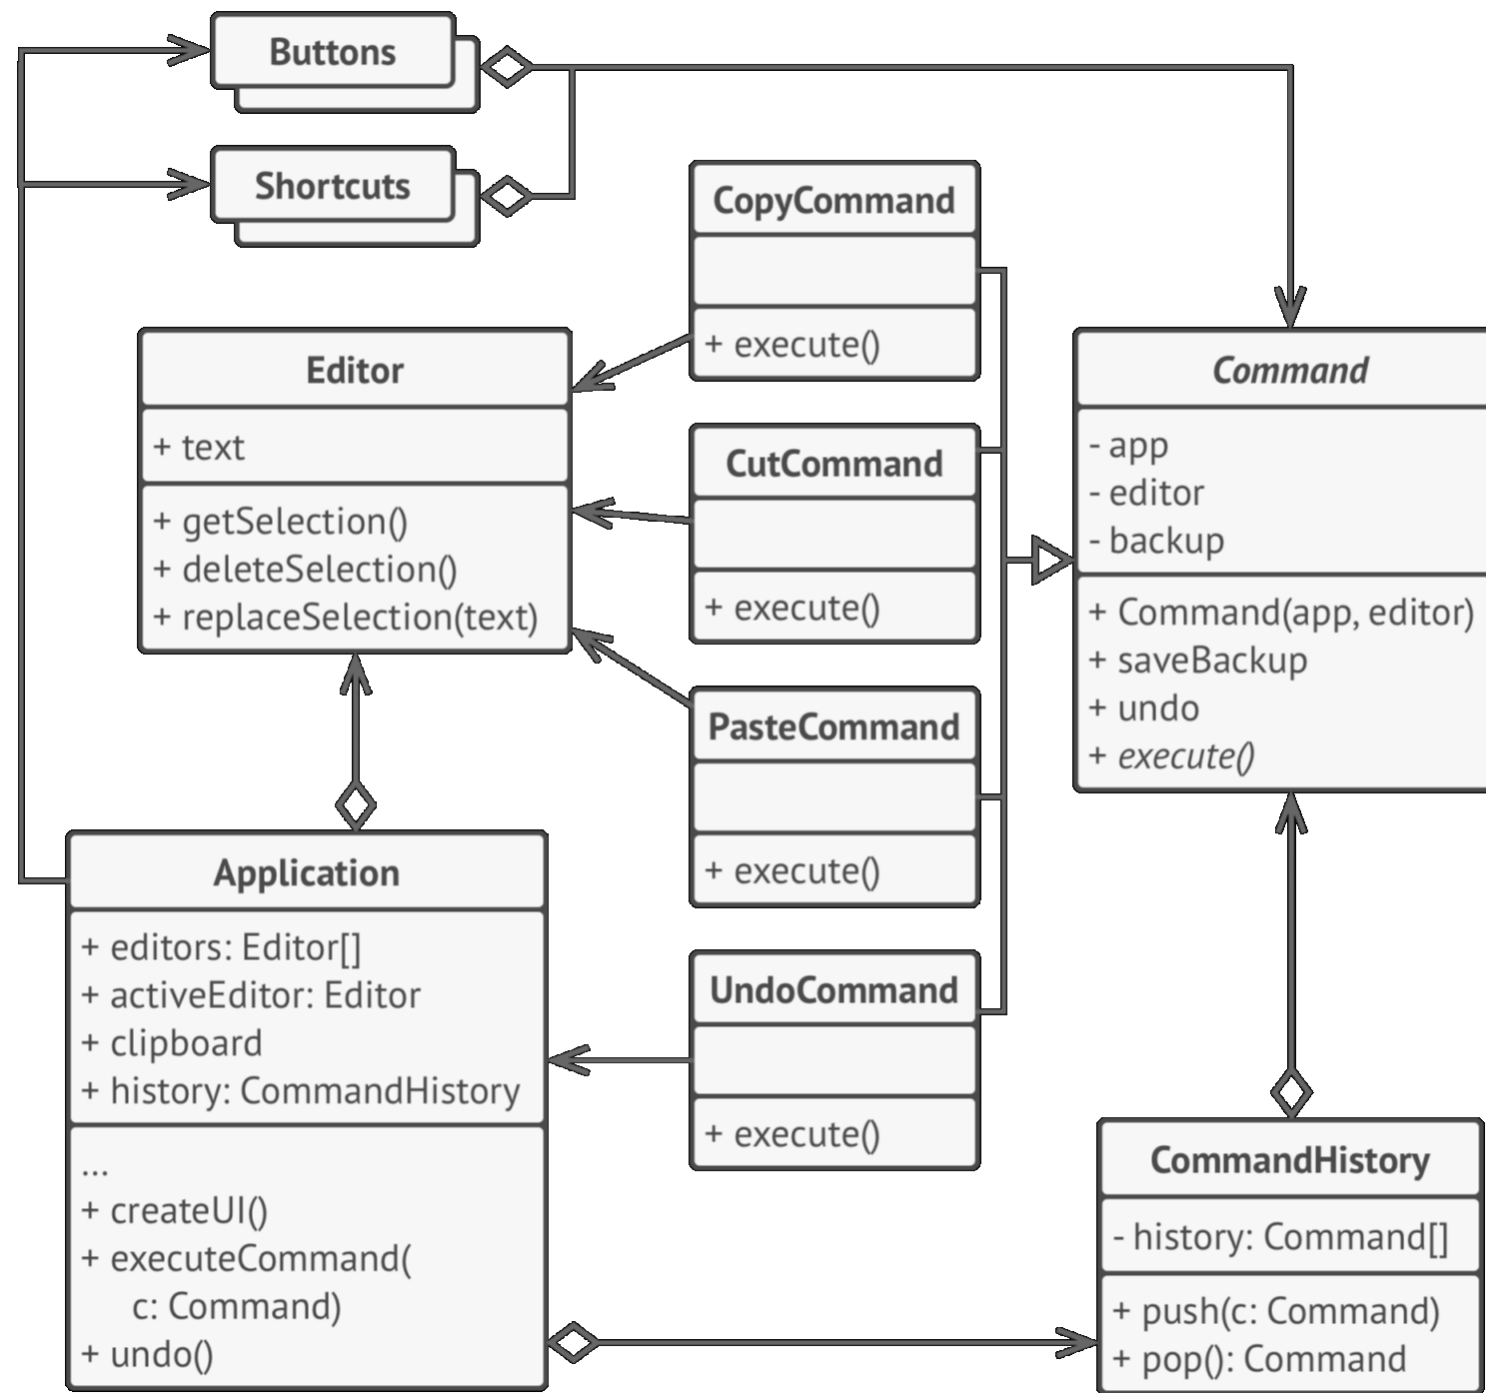 Buttons
Shortcuts
CopyCommand
+ execute()
Editor
+ text
+ getSelection()
+ deleteSelection()
+ replaceSelection(text)
CutCommand
+ execute()
Command
- app
- editor
- backup
+ Command(app, editor)
+ saveBackup
+ undo
+ execute()
PasteCommand
+ execute()
Application
+ editors: Editor[]
+ activeEditor: Editor
+ clipboard
+ history: CommandHistory
...
+ createUI()
+ executeCommand(
c: Command)
+ undo()
UndoCommand
+ execute()
CommandHistory
- history: Command[]
+ push(c: Command)
+ pop(): Command